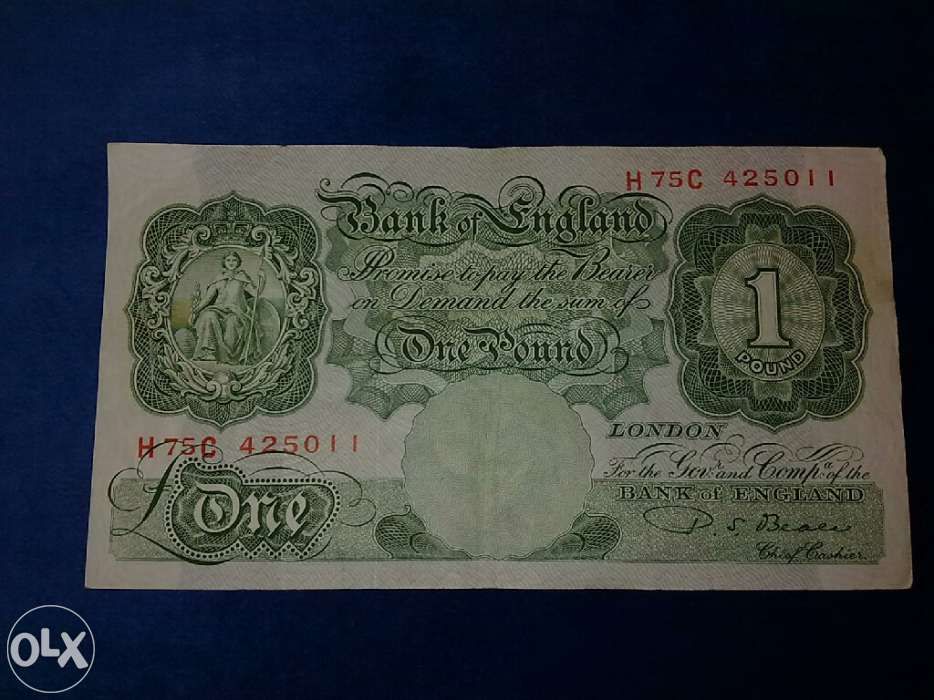 H75C 425011
Bank of England
Promise to pay the Bearer
on Demand the sum of
One Pound
1
POUND
H75C 425011
LONDON
For the Govr. and Compa. of the
BANK of ENGLAND
£One
P. S. Beale
Chief Cashier.
OLX